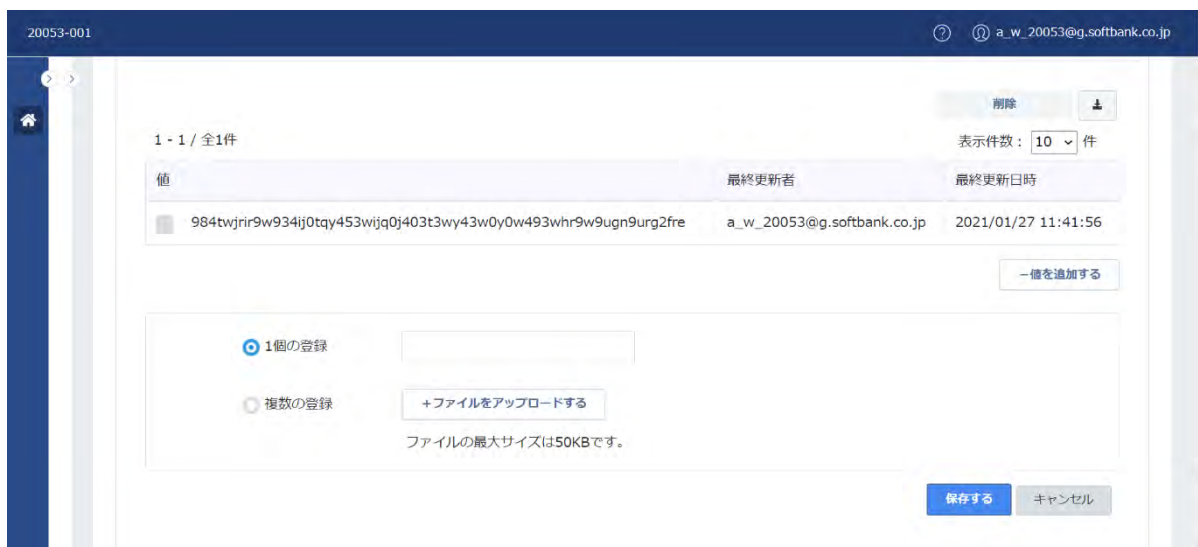 20053-001
a_w_20053@g.softbank.co.jp
削除
1 - 1 / 全1件
表示件数： 10 件
値 最終更新者 最終更新日時
984twjrir9w934ij0tqy453wijq0j403t3wy43w0y0w493whr9w9ugn9urg2fre a_w_20053@g.softbank.co.jp 2021/01/27 11:41:56
−値を追加する
1個の登録
複数の登録 +ファイルをアップロードする
ファイルの最大サイズは50KBです。
保存する キャンセル